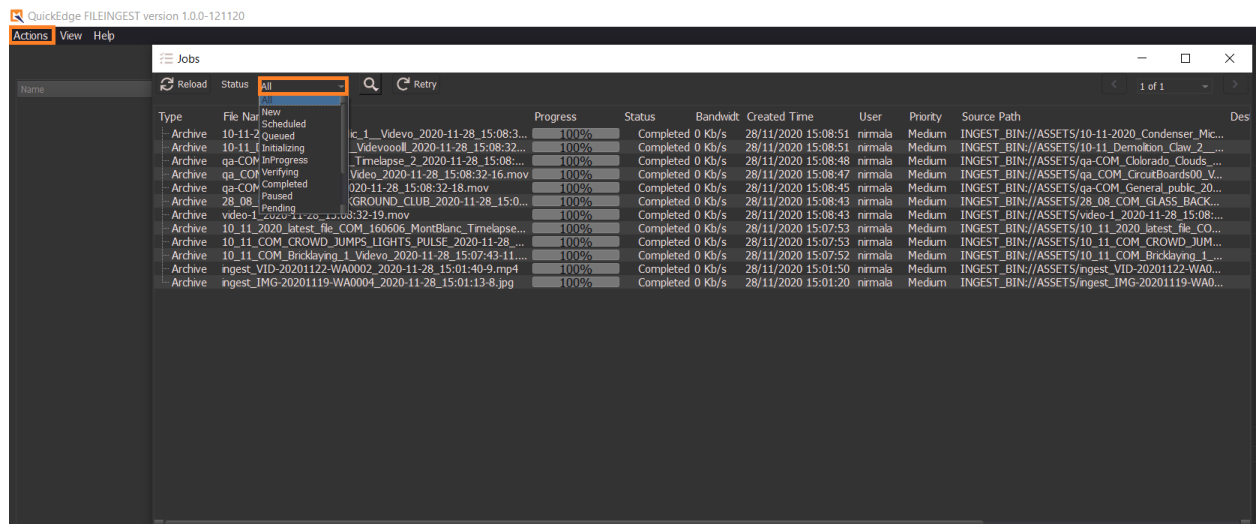 QuickEdge FILEINGEST version 1.0.0-121120
Actions View Help
Jobs
Name
Reload Status All Retry 1 of 1
All
New
Scheduled
Queued
Initializing
InProgress
Verifying
Completed
Paused
Pending
Type File Nar Progress Status Bandwidt Created Time User Priority Source Path Des
Archive 10-11-2 ic_1__Videvo_2020-11-28_15:08:3... 100% Completed 0 Kb/s 28/11/2020 15:08:51 nirmala Medium INGEST_BIN://ASSETS/10-11-2020_Condenser_Mic...
Archive 10-11_ _Videvoooll_2020-11-28_15:08:32... 100% Completed 0 Kb/s 28/11/2020 15:08:51 nirmala Medium INGEST_BIN://ASSETS/10-11_Demolition_Claw_2__...
Archive qa-COM _Timelapse_2_2020-11-28_15:08:... 100% Completed 0 Kb/s 28/11/2020 15:08:48 nirmala Medium INGEST_BIN://ASSETS/qa-COM_Clolorado_Clouds_...
Archive qa_COM Video_2020-11-28_15:08:32-16.mov 100% Completed 0 Kb/s 28/11/2020 15:08:47 nirmala Medium INGEST_BIN://ASSETS/qa_COM_CircuitBoards00_V...
Archive qa-COM 020-11-28_15:08:32-18.mov 100% Completed 0 Kb/s 28/11/2020 15:08:45 nirmala Medium INGEST_BIN://ASSETS/qa-COM_General_public_20...
Archive 28_08_ KGROUND_CLUB_2020-11-28_15:0... 100% Completed 0 Kb/s 28/11/2020 15:08:43 nirmala Medium INGEST_BIN://ASSETS/28_08_COM_GLASS_BACK...
Archive video-1_2020-11-28_15:08:32-19.mov 100% Completed 0 Kb/s 28/11/2020 15:08:43 nirmala Medium INGEST_BIN://ASSETS/video-1_2020-11-28_15:08:...
Archive 10_11_2020_latest_file_COM_160606_MontBlanc_Timelapse... 100% Completed 0 Kb/s 28/11/2020 15:07:53 nirmala Medium INGEST_BIN://ASSETS/10_11_2020_latest_file_CO...
Archive 10_11_COM_CROWD_JUMPS_LIGHTS_PULSE_2020-11-28_... 100% Completed 0 Kb/s 28/11/2020 15:07:53 nirmala Medium INGEST_BIN://ASSETS/10_11_COM_CROWD_JUM...
Archive 10_11_COM_Bricklaying_1_Videvo_2020-11-28_15:07:43-11.... 100% Completed 0 Kb/s 28/11/2020 15:07:52 nirmala Medium INGEST_BIN://ASSETS/10_11_COM_Bricklaying_1_...
Archive ingest_VID-20201122-WA0002_2020-11-28_15:01:40-9.mp4 100% Completed 0 Kb/s 28/11/2020 15:01:50 nirmala Medium INGEST_BIN://ASSETS/ingest_VID-20201122-WA0...
Archive ingest_IMG-20201119-WA0004_2020-11-28_15:01:13-8.jpg 100% Completed 0 Kb/s 28/11/2020 15:01:20 nirmala Medium INGEST_BIN://ASSETS/ingest_IMG-20201119-WA0...